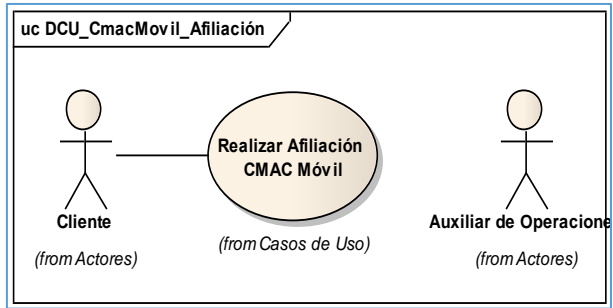 uc DCU_CmacMovil_Afiliación
Realizar Afiliación
CMAC Móvil
Cliente
Auxiliar de Operacione
(from Casos de Uso)
(from Actores)
(from Actores)